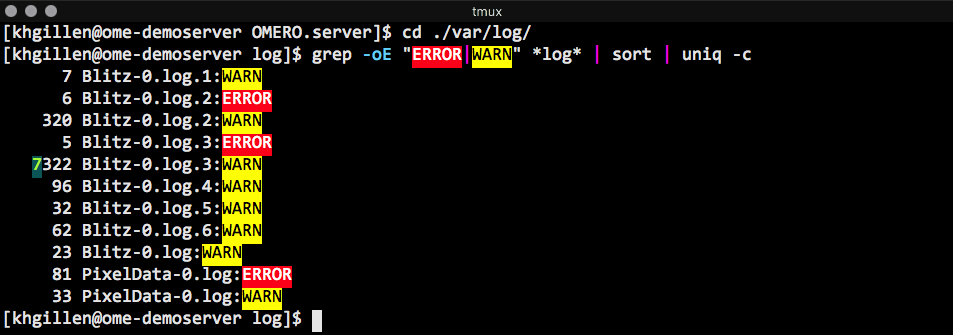 tmux
[khgillen@ome-demoserver OMERO.server]$ cd ./var/log/
[khgillen@ome-demoserver log]$ grep -oE "ERROR|WARN" *log* | sort | uniq -c
      7 Blitz-0.log.1:WARN
      6 Blitz-0.log.2:ERROR
    320 Blitz-0.log.2:WARN
      5 Blitz-0.log.3:ERROR
   7322 Blitz-0.log.3:WARN
     96 Blitz-0.log.4:WARN
     32 Blitz-0.log.5:WARN
     62 Blitz-0.log.6:WARN
     23 Blitz-0.log:WARN
     81 PixelData-0.log:ERROR
     33 PixelData-0.log:WARN
[khgillen@ome-demoserver log]$